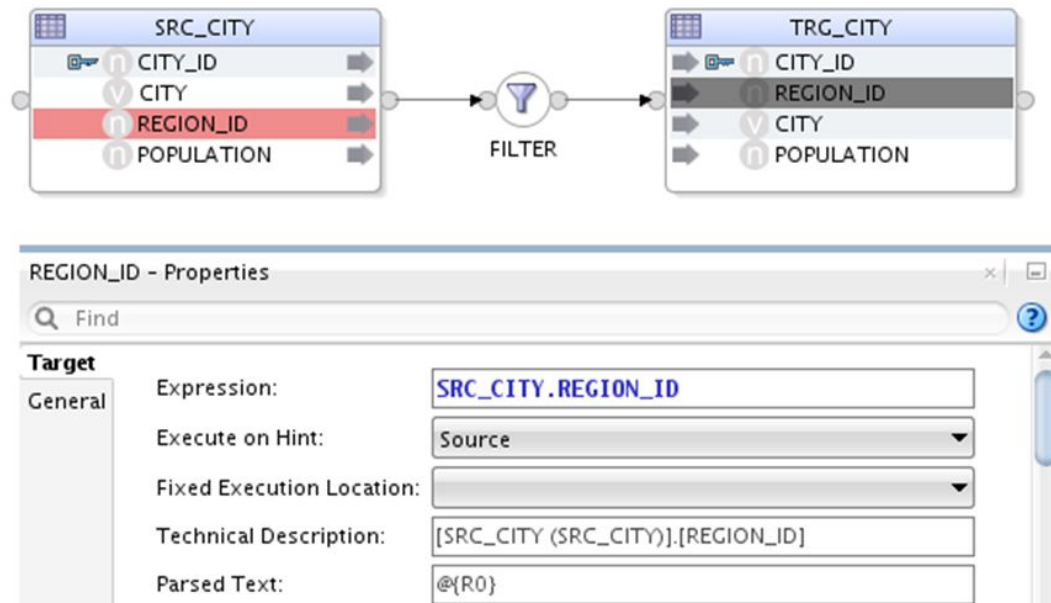 SRC_CITY
CITY_ID
CITY
REGION_ID
POPULATION
FILTER
TRG_CITY
CITY_ID
REGION_ID
CITY
POPULATION
REGION_ID - Properties
Find
Target
General
Expression: SRC_CITY.REGION_ID
Execute on Hint: Source
Fixed Execution Location:
Technical Description: [SRC_CITY (SRC_CITY)].[REGION_ID]
Parsed Text: @{R0}